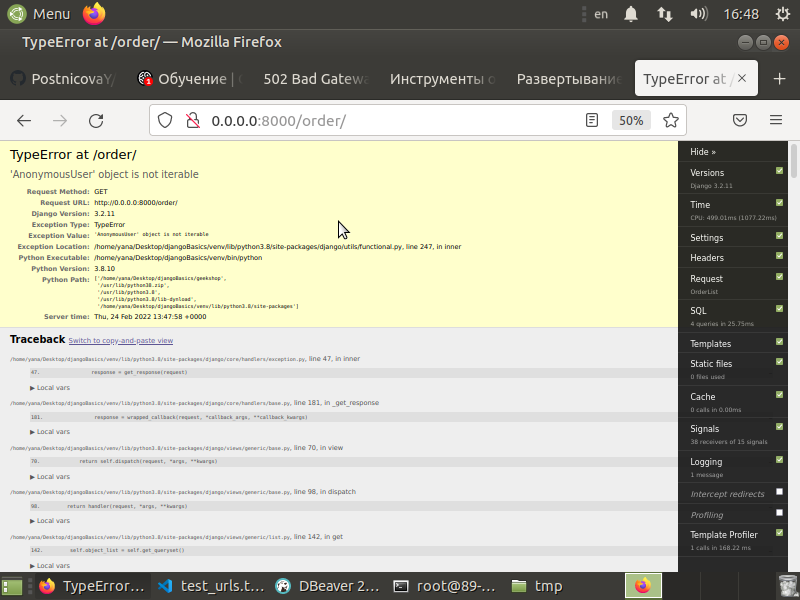 Menu
en
16:48
TypeError at /order/ — Mozilla Firefox
PostnicovaY/
Обучение |
502 Bad Gatewa
Инструменты о
Развертывание
TypeError at /
0.0.0.0:8000/order/
50%
TypeError at /order/
'AnonymousUser' object is not iterable
Request Method: GET
Request URL: http://0.0.0.0:8000/order/
Django Version: 3.2.11
Exception Type: TypeError
Exception Value: 'AnonymousUser' object is not iterable
Exception Location: /home/yana/Desktop/djangoBasics/venv/lib/python3.8/site-packages/django/utils/functional.py, line 247, in inner
Python Executable: /home/yana/Desktop/djangoBasics/venv/bin/python
Python Version: 3.8.10
Python Path: ['/home/yana/Desktop/djangoBasics/geekshop',
'/usr/lib/python38.zip',
'/usr/lib/python3.8',
'/usr/lib/python3.8/lib-dynload',
'/home/yana/Desktop/djangoBasics/venv/lib/python3.8/site-packages']
Server time: Thu, 24 Feb 2022 13:47:58 +0000
Traceback Switch to copy-and-paste view
/home/yana/Desktop/djangoBasics/venv/lib/python3.8/site-packages/django/core/handlers/exception.py, line 47, in inner
47. response = get_response(request)
▶ Local vars
/home/yana/Desktop/djangoBasics/venv/lib/python3.8/site-packages/django/core/handlers/base.py, line 181, in _get_response
181. response = wrapped_callback(request, *callback_args, **callback_kwargs)
▶ Local vars
/home/yana/Desktop/djangoBasics/venv/lib/python3.8/site-packages/django/views/generic/base.py, line 70, in view
70. return self.dispatch(request, *args, **kwargs)
▶ Local vars
/home/yana/Desktop/djangoBasics/venv/lib/python3.8/site-packages/django/views/generic/base.py, line 98, in dispatch
98. return handler(request, *args, **kwargs)
▶ Local vars
/home/yana/Desktop/djangoBasics/venv/lib/python3.8/site-packages/django/views/generic/list.py, line 142, in get
142. self.object_list = self.get_queryset()
▶ Local vars
Hide »
Versions
Django 3.2.11
Time
CPU: 499.01ms (1077.22ms)
Settings
Headers
Request
OrderList
SQL
4 queries in 25.75ms
Templates
Static files
0 files used
Cache
0 calls in 0.00ms
Signals
38 receivers of 15 signals
Logging
1 message
Intercept redirects
Profiling
Template Profiler
1 calls in 168.22 ms
TypeError...
test_urls.t...
DBeaver 2...
root@89-...
tmp